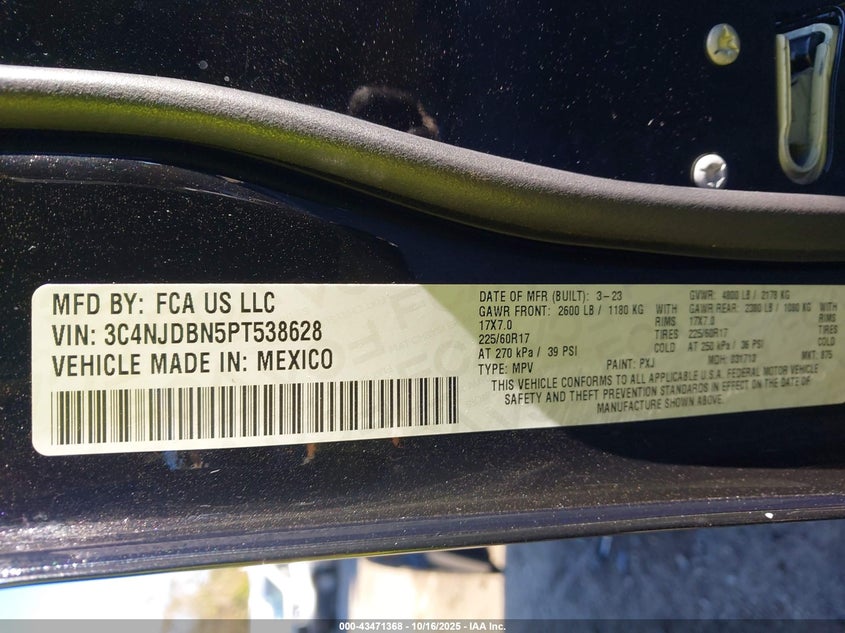 MFD BY: FCA US LLC
VIN: 3C4NJDBN5PT538628
VEHICLE MADE IN: MEXICO
DATE OF MFR (BUILT): 3-23 GVWR: 4800 LB / 2178 KG
GAWR FRONT: 2600 LB / 1180 KG WITH GAWR REAR: 2380 LB / 1080 KG WITH
17X7.0 RIMS 17X7.0 RIMS
225/60R17 TIRES 225/60R17 TIRES
AT 270 kPa / 39 PSI COLD AT 250 kPa / 36 PSI COLD
TYPE: MPV PAINT: PXJ MDH: 031713 MKT: 875
THIS VEHICLE CONFORMS TO ALL APPLICABLE U.S.A. FEDERAL MOTOR VEHICLE
SAFETY AND THEFT PREVENTION STANDARDS IN EFFECT ON THE DATE OF
MANUFACTURE SHOWN ABOVE.
000-43471368 - 10/16/2025 - IAA Inc.